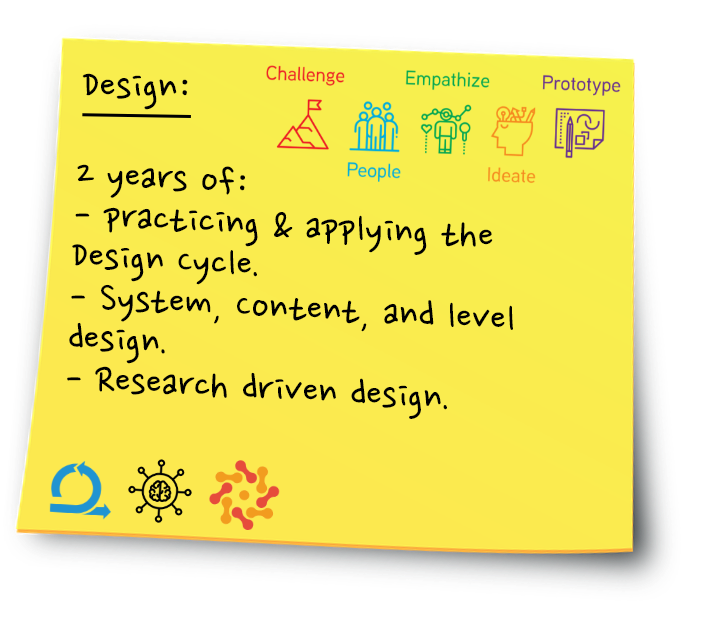 Design:
Challenge
Empathize
Prototype
People
Ideate
2 years of:
- Practicing & applying the
Design cycle.
- System, content, and level
design.
- Research driven design.